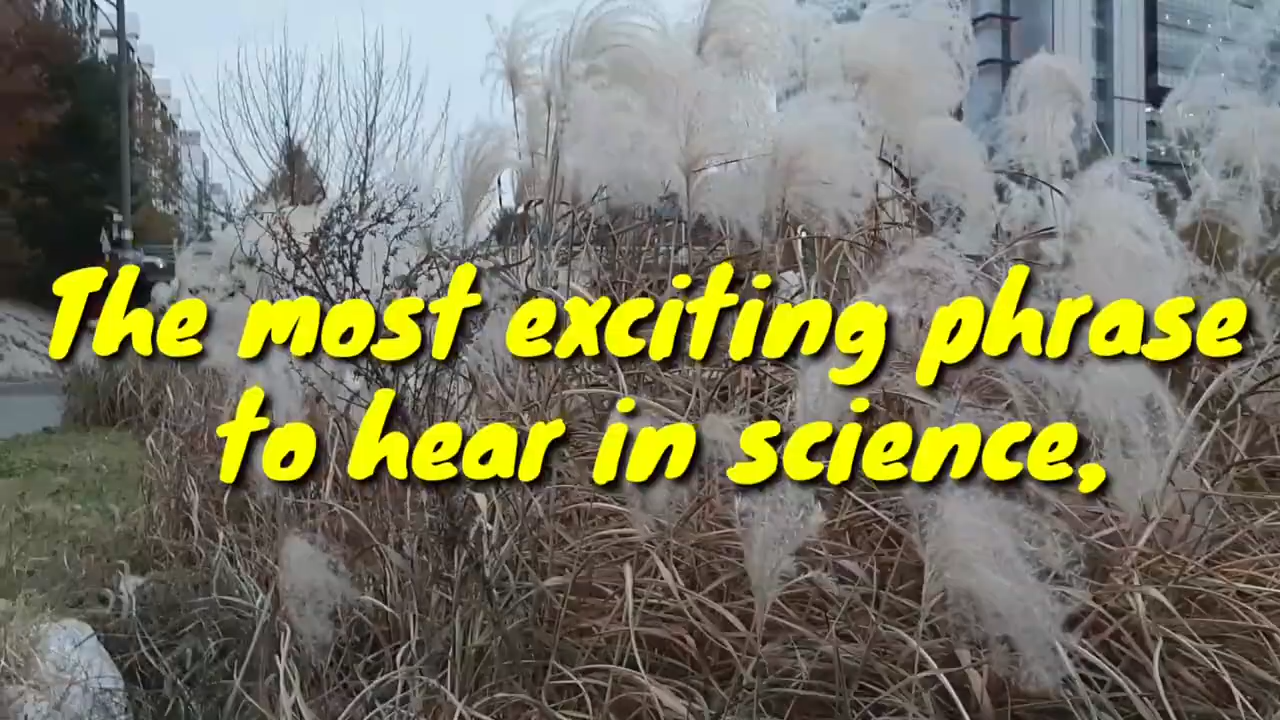 The most exciting phrase
to hear in science,